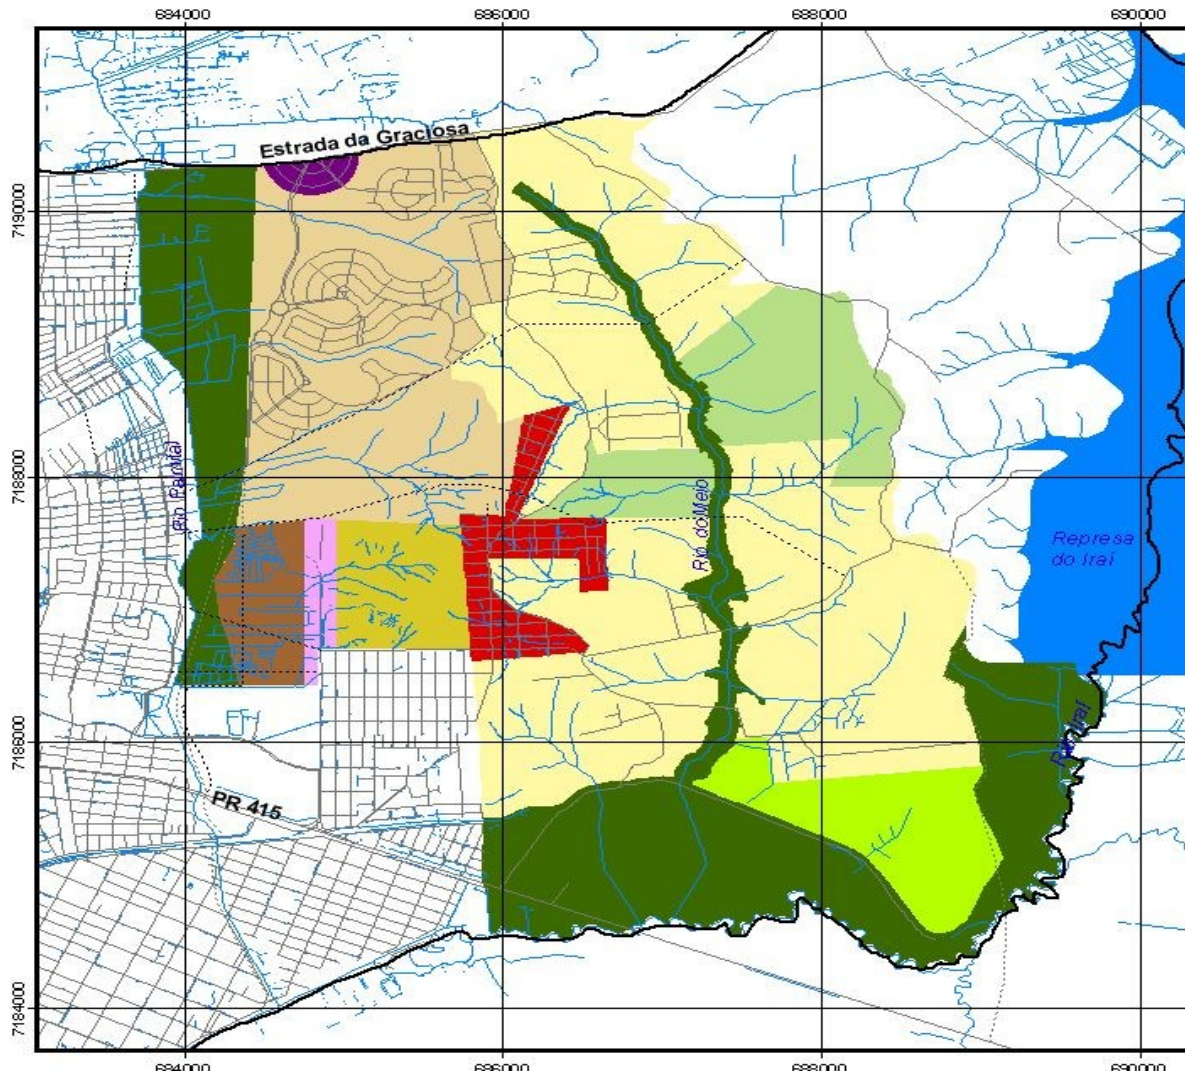 684000 686000 688000 690000
Estrada da Graciosa
7190000
7188000
Rio Palmital
Rio do Meio
Represa
do Iraí
7186000
Rio Iraí
PR 415
7184000
684000 686000 688000 690000